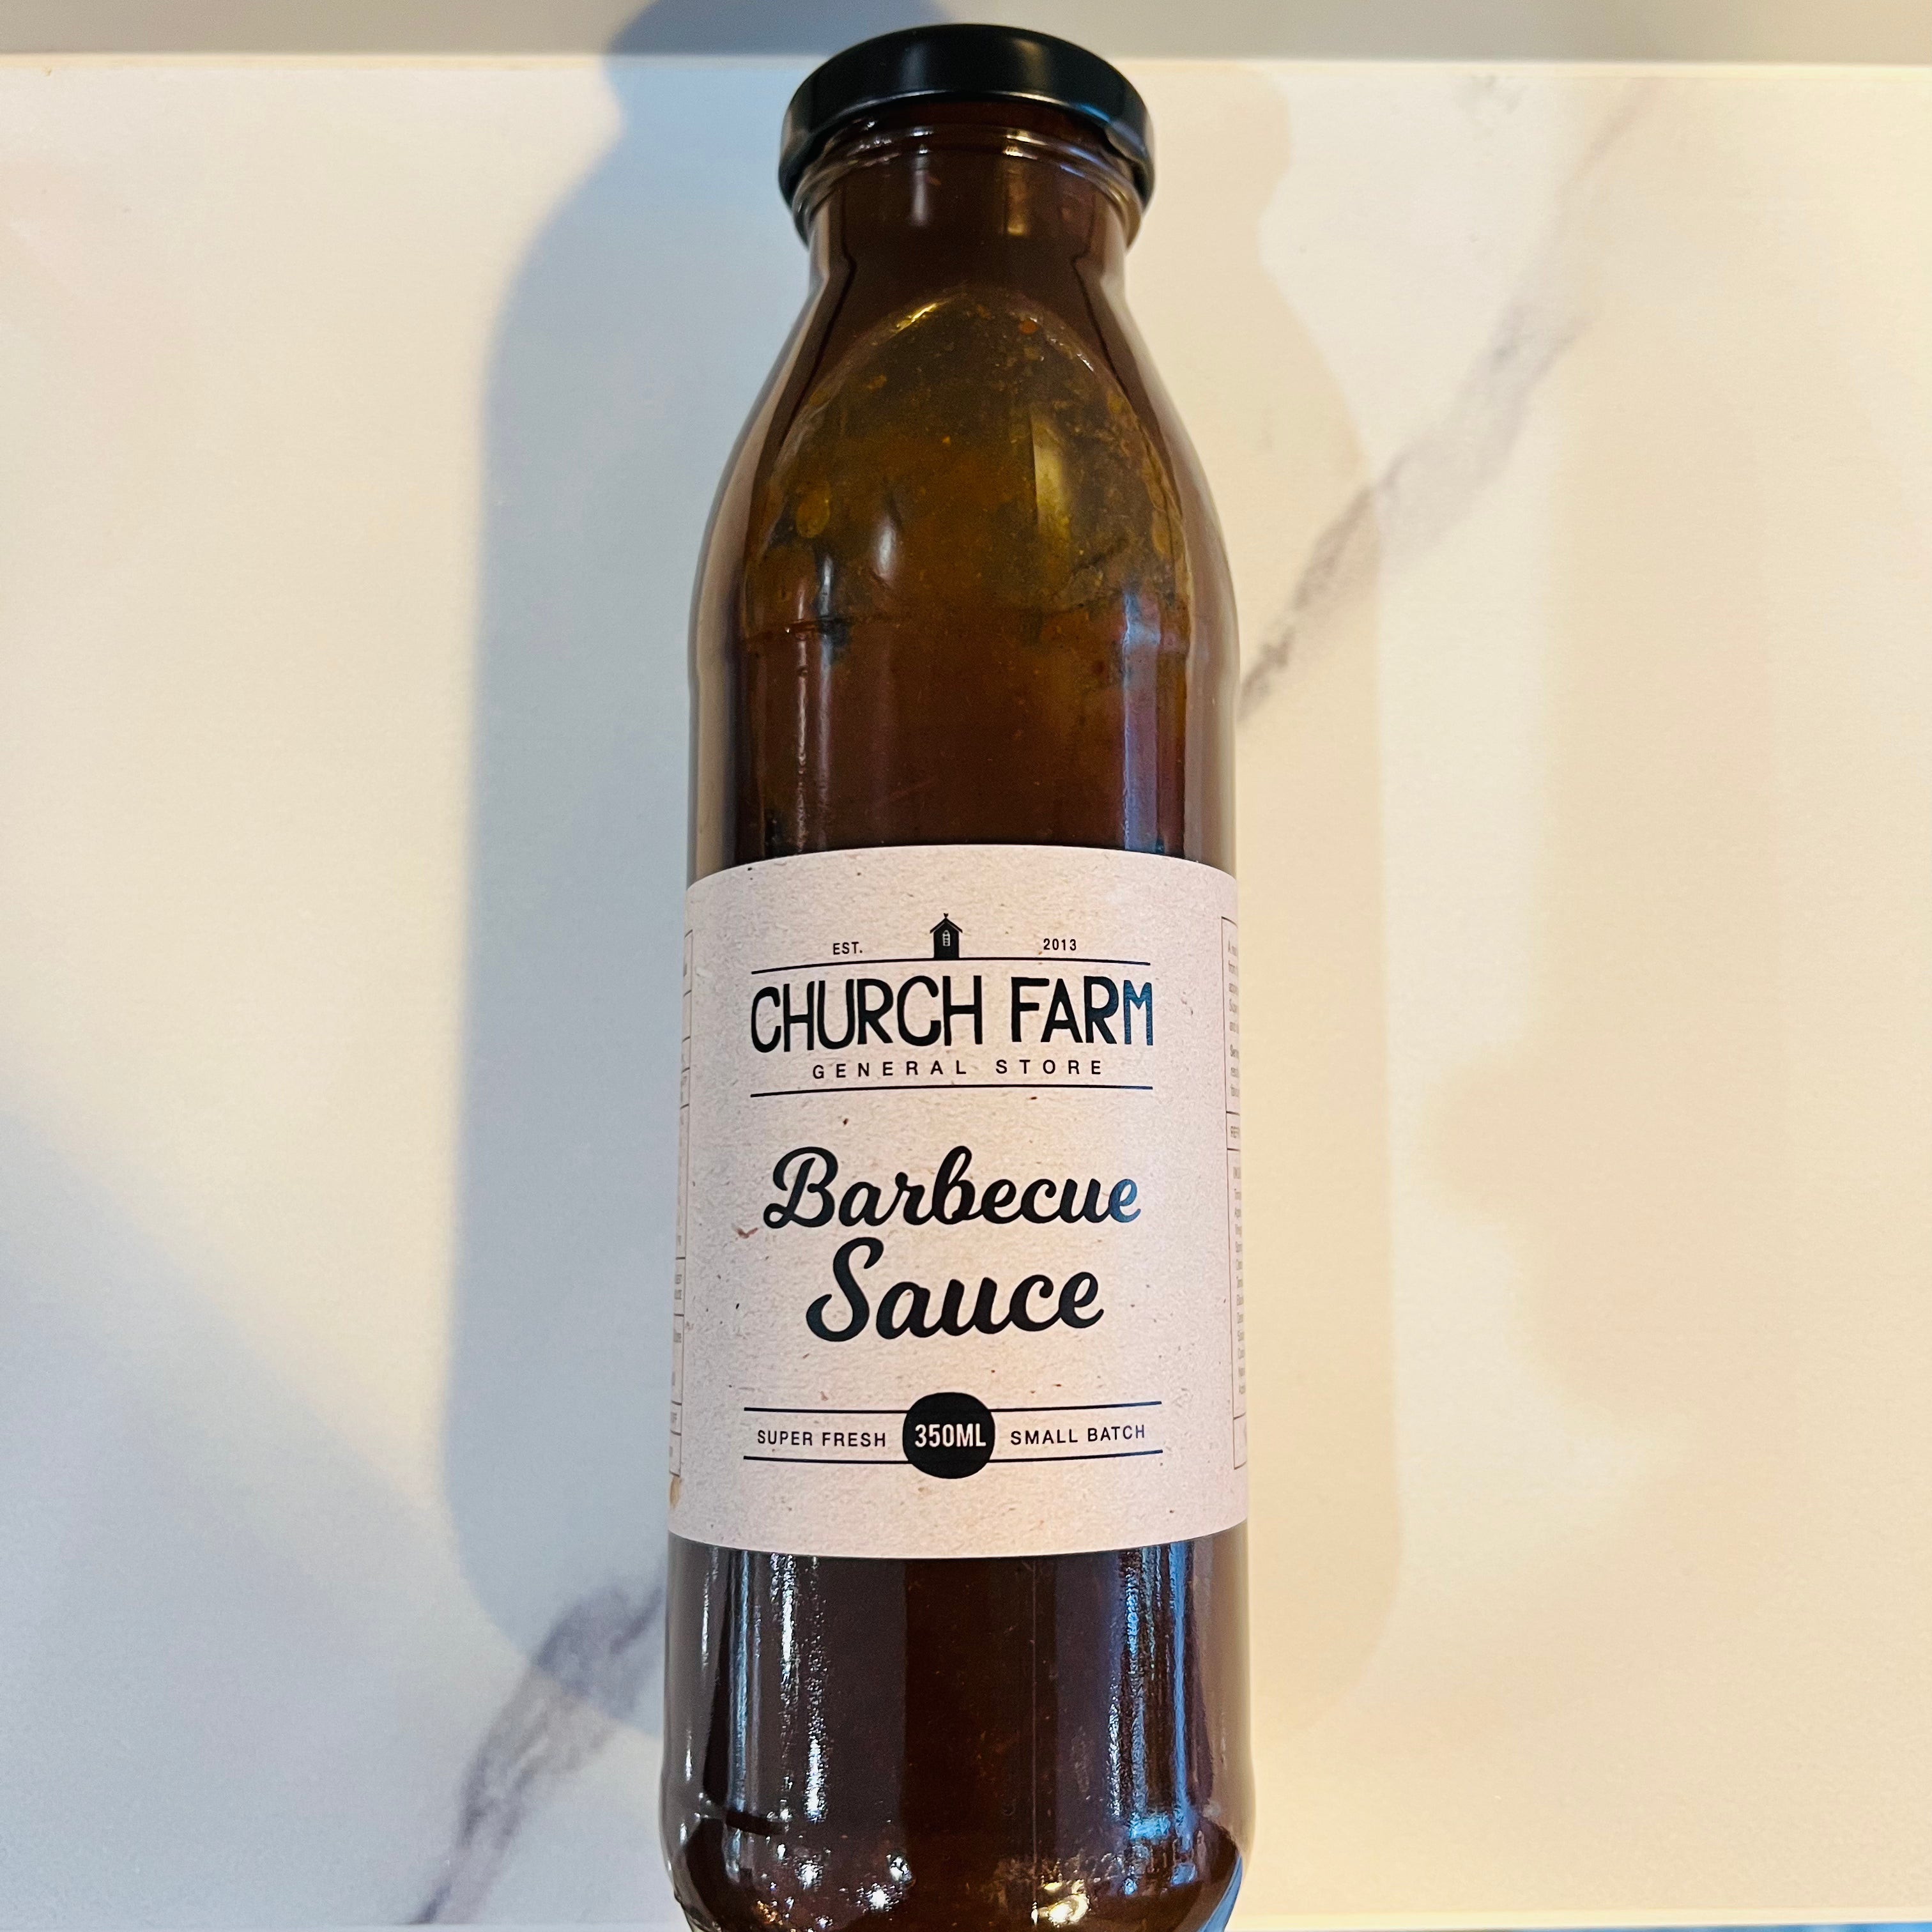 EST. 2013
CHURCH FARM
GENERAL STORE
Barbecue
Sauce
SUPER FRESH 350ML SMALL BATCH